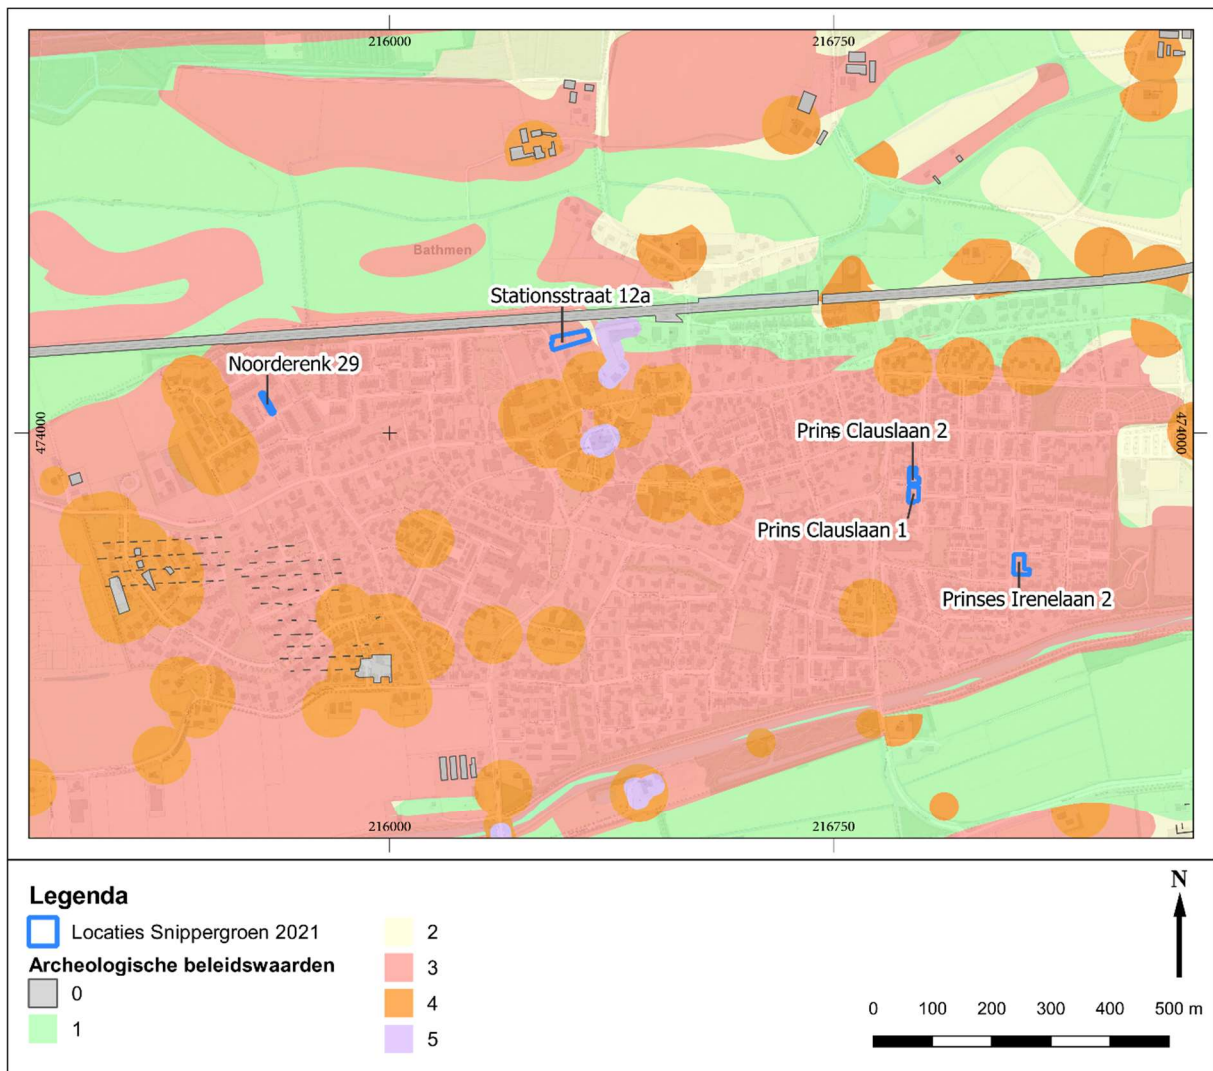 216000
216750
Bathmen
Stationsstraat 12a
Noorderenk 29
474000
474000
Prins Clauslaan 2
Prins Clauslaan 1
Prinses Irenelaan 2
216000
216750
Legenda
Locaties Snippergroen 2021
Archeologische beleidswaarden
0
1
2
3
4
5
N
0 100 200 300 400 500 m